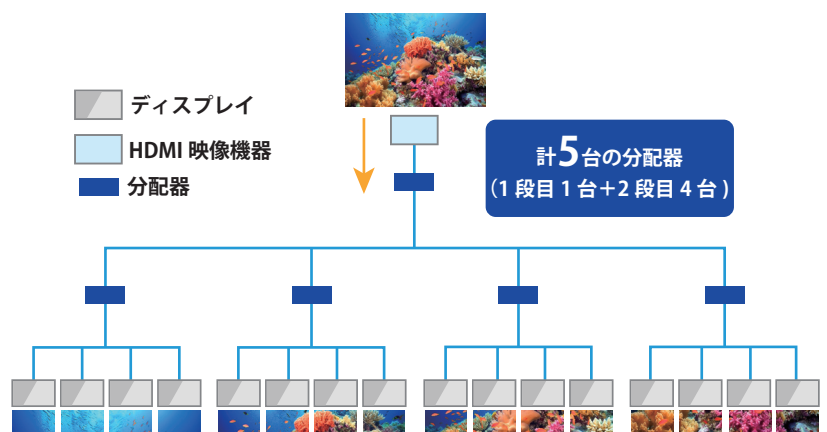 ディスプレイ
HDMI 映像機器
分配器
計5台の分配器
（1 段目 1 台＋2 段目 4 台 )